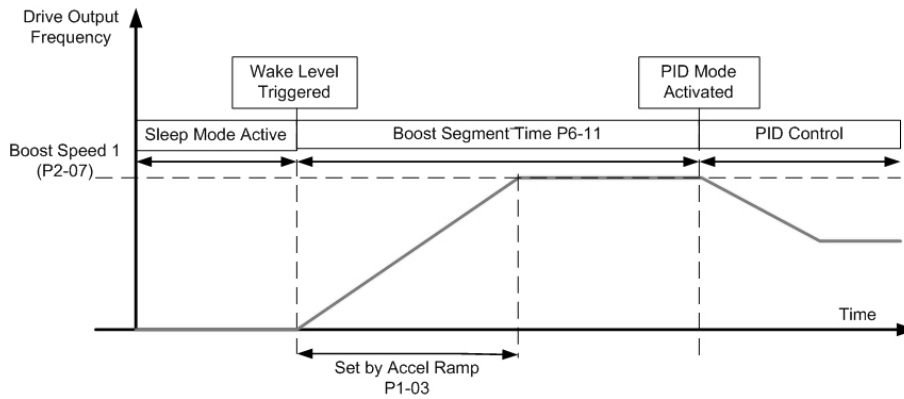 Drive Output
Frequency
Wake Level
Triggered
PID Mode
Activated
Sleep Mode Active
Boost Segment Time P6-11
PID Control
Boost Speed 1
(P2-07)
Time
Set by Accel Ramp
P1-03